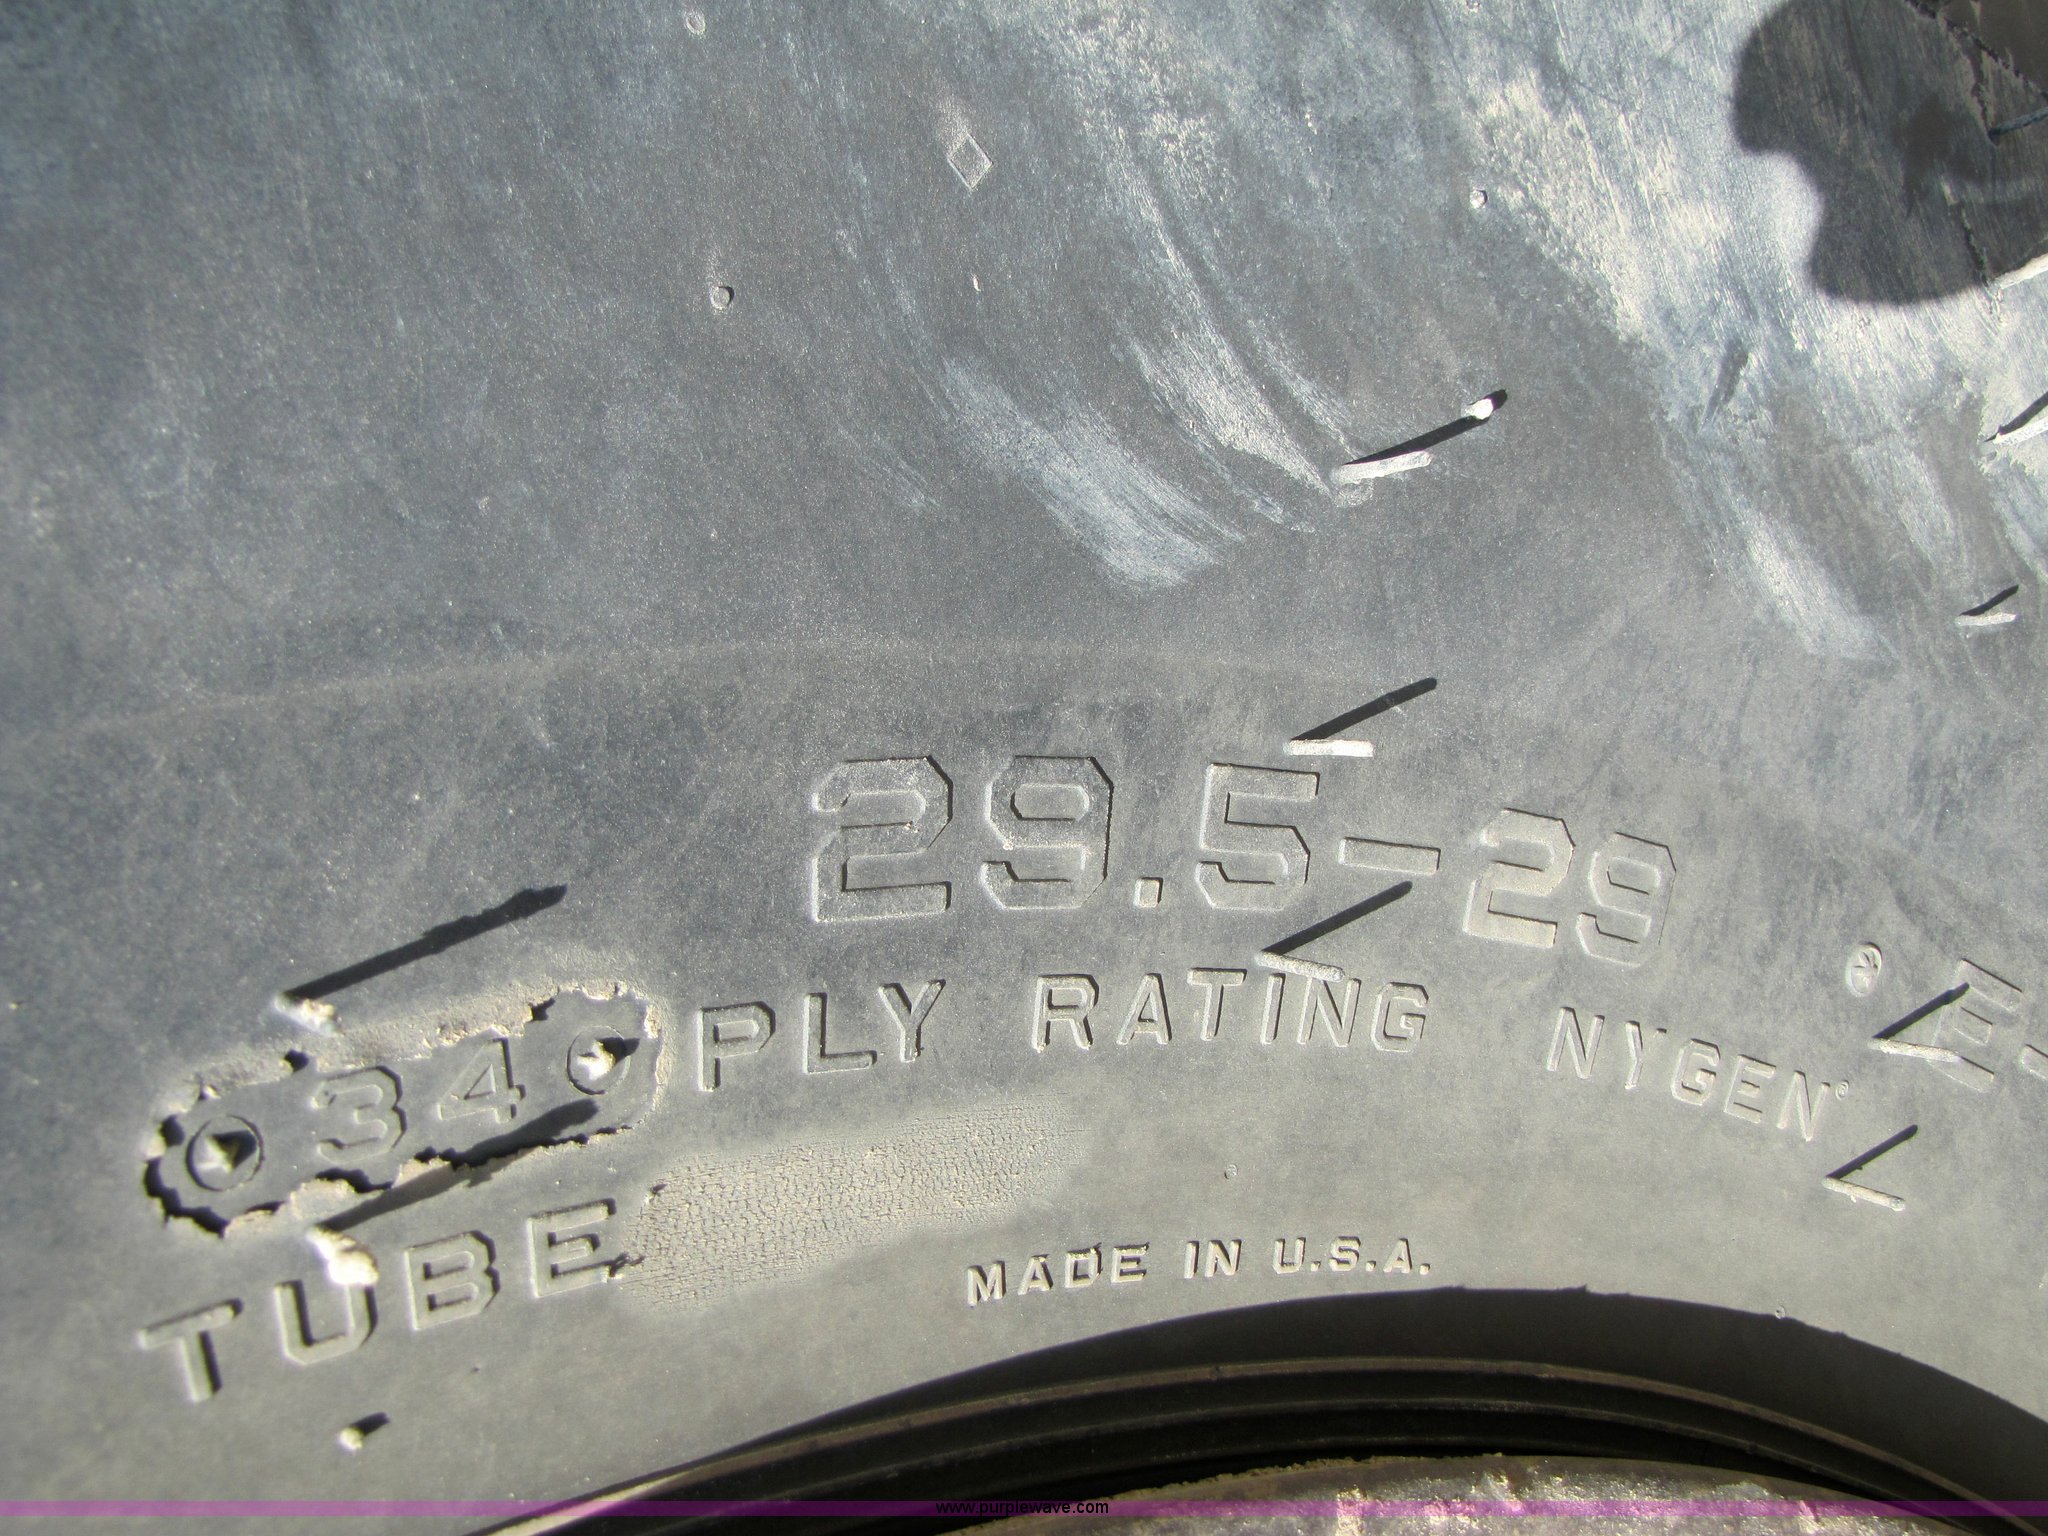 29.5-29
34 PLY RATING NYGEN® E-
TUBE
MADE IN U.S.A.
www.purplewave.com